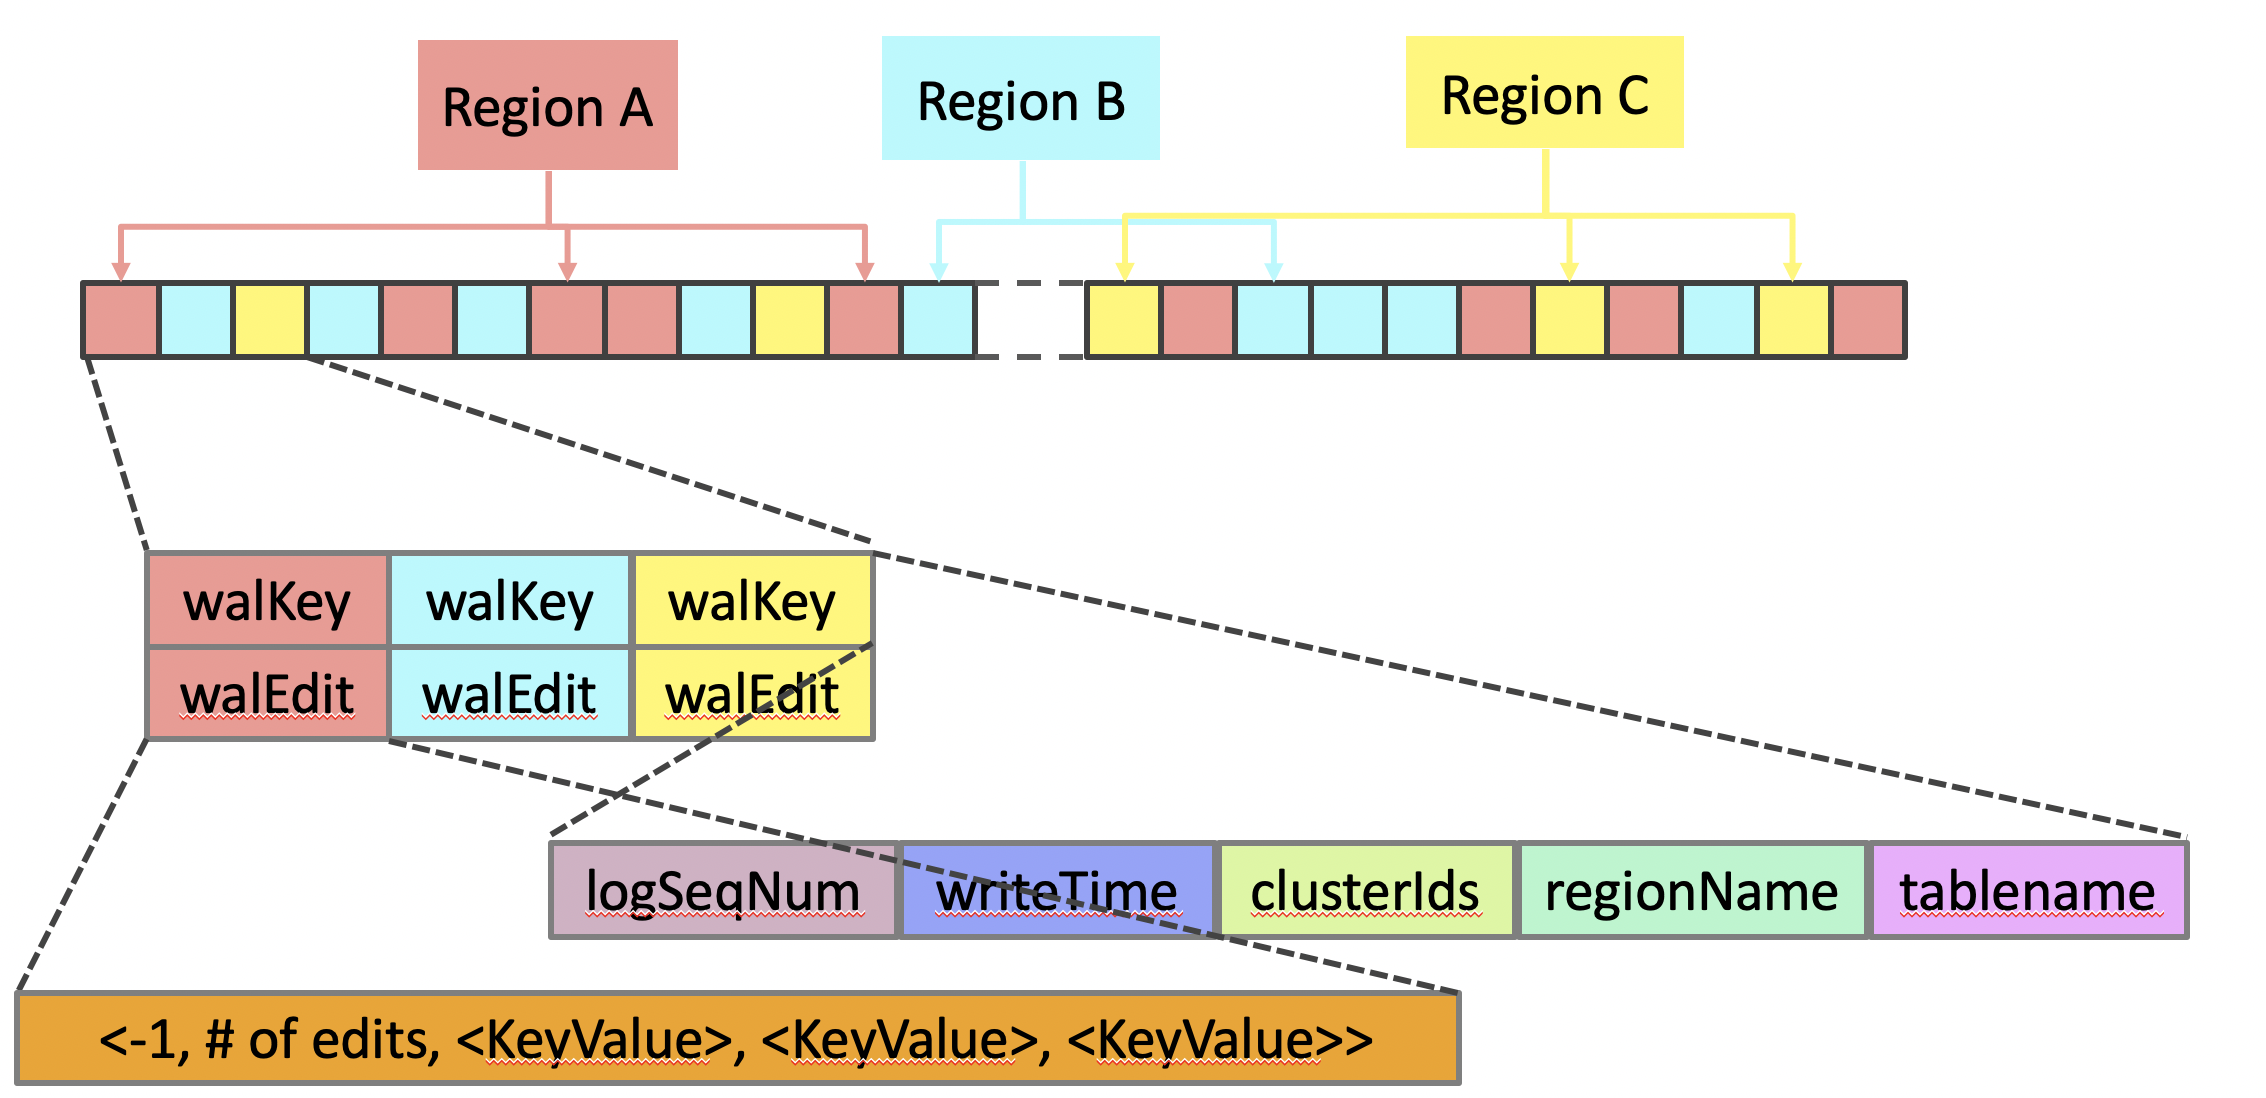 Region A
Region B
Region C
walKey
walKey
walKey
walEdit
walEdit
walEdit
logSeqNum
writeTime
clusterIds
regionName
tablename
<-1, # of edits, <KeyValue>, <KeyValue>, <KeyValue>>